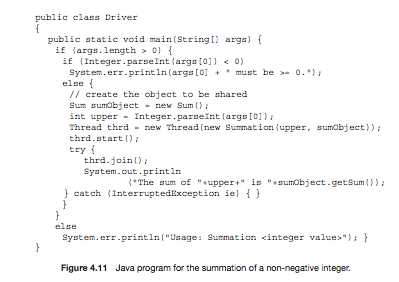 public class Driver
{
public static void main(String[] args) {
if (args.length > 0) {
if (Integer.parseInt(args[0]) < 0)
System.err.println(args[0] + " must be >= 0.");
else {
// create the object to be shared
Sum sumObject = new Sum();
int upper = Integer.parseInt(args[0]);
Thread thrd = new Thread(new Summation(upper, sumObject));
thrd.start();
try {
thrd.join();
System.out.println
("The sum of "+upper+" is "+sumObject.getSum());
} catch (InterruptedException ie) { }
}
}
else
System.err.println("Usage: Summation <integer value>"); }
}
Figure 4.11 Java program for the summation of a non-negative integer.